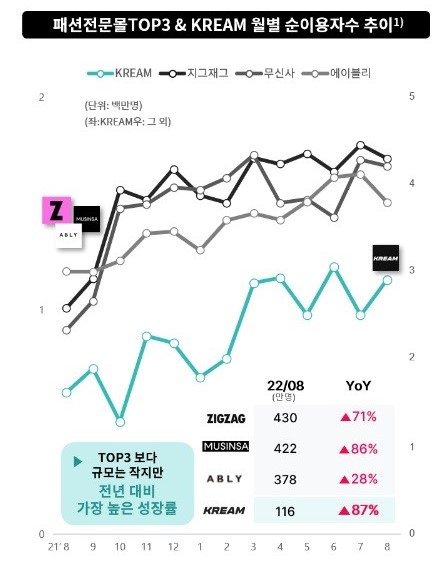 패션전문몰TOP3 & KREAM 월별 순이용자수 추이1)
KREAM 지그재그 무신사 에이블리
(단위: 백만명)
(좌:KREAM우: 그 외)
2
1
0
5
4
3
2
1
0
Z
MUSINSA
ABLY
KREAM
22/08 YoY
(만명)
ZIGZAG 430 ▲71%
MUSINSA 422 ▲86%
ABLY 378 ▲28%
KREAM 116 ▲87%
▶ TOP3 보다
규모는 작지만
전년 대비
가장 높은 성장률
21' 8 9 10 11 12 1 2 3 4 5 6 7 8